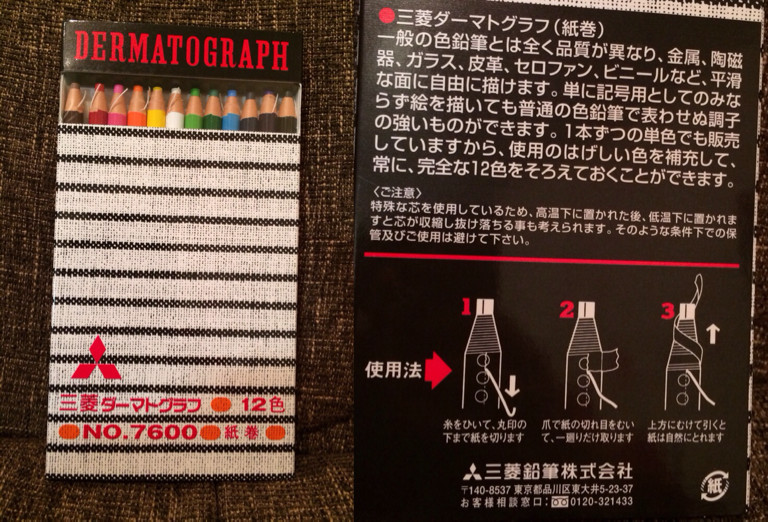 DERMATOGRAPH
三菱ダーマトグラフ 12色
NO.7600 紙巻
三菱ダーマトグラフ(紙巻)
一般の色鉛筆とは全く品質が異なり、金属、陶磁
器、ガラス、皮革、セロファン、ビニールなど、平滑
な面に自由に描けます。単に記号用としてのみな
らず絵を描いても普通の色鉛筆で表わせぬ調子
の強いものができます。1本ずつの単色でも販売
していますから、使用のはげしい色を補充して、
常に、完全な12色をそろえておくことができます。
〈ご注意〉
特殊な芯を使用しているため、高温下に置かれた後、低温下に置かれま
すと芯が収縮し抜け落ちる事も考えられます。そのような条件下での保
管及びご使用は避けて下さい。
使用法
1
糸をひいて、丸印の
下まで紙を切ります
2
爪で紙の切れ目をむい
て、一廻りだけ取ります
3
上方にむけて引くと
紙は自然にとれます
三菱鉛筆株式会社
〒140-8537 東京都品川区東大井5-23-37
お客様相談窓口:0120-321433
紙